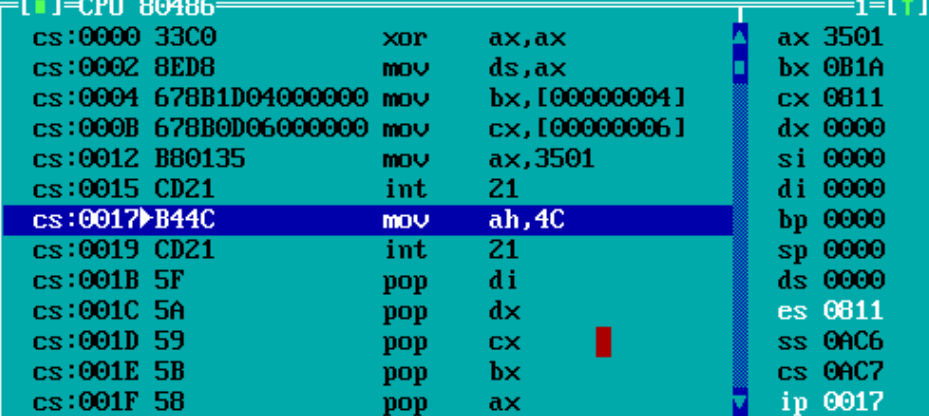 =[■]=CPU 80486=1=[↑]
cs:0000 33C0 xor ax,ax ax 3501
cs:0002 8ED8 mov ds,ax bx 0B1A
cs:0004 678B1D04000000 mov bx,[00000004] cx 0811
cs:000B 678B0D06000000 mov cx,[00000006] dx 0000
cs:0012 B80135 mov ax,3501 si 0000
cs:0015 CD21 int 21 di 0000
cs:0017►B44C mov ah,4C bp 0000
cs:0019 CD21 int 21 sp 0000
cs:001B 5F pop di ds 0000
cs:001C 5A pop dx es 0811
cs:001D 59 pop cx ss 0AC6
cs:001E 5B pop bx cs 0AC7
cs:001F 58 pop ax ip 0017